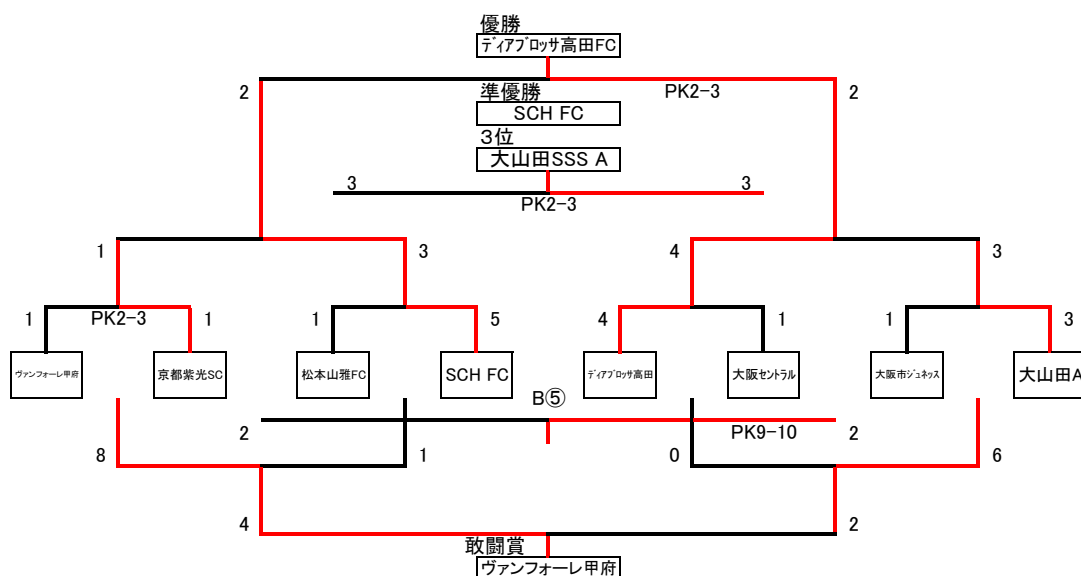 優勝
ディアブロッサ高田FC
2
PK2-3
2
準優勝
SCH FC
3位
大山田SSS A
3
3
PK2-3
1
3
4
3
1
PK2-3
1
1
5
4
1
1
3
ヴァンフォーレ甲府
京都紫光SC
松本山雅FC
SCH FC
ディアブロッサ高田
大阪セントラル
大阪市ジュネッス
大山田A
B⑤
2
PK9-10
2
8
1
0
6
4
2
敢闘賞
ヴァンフォーレ甲府